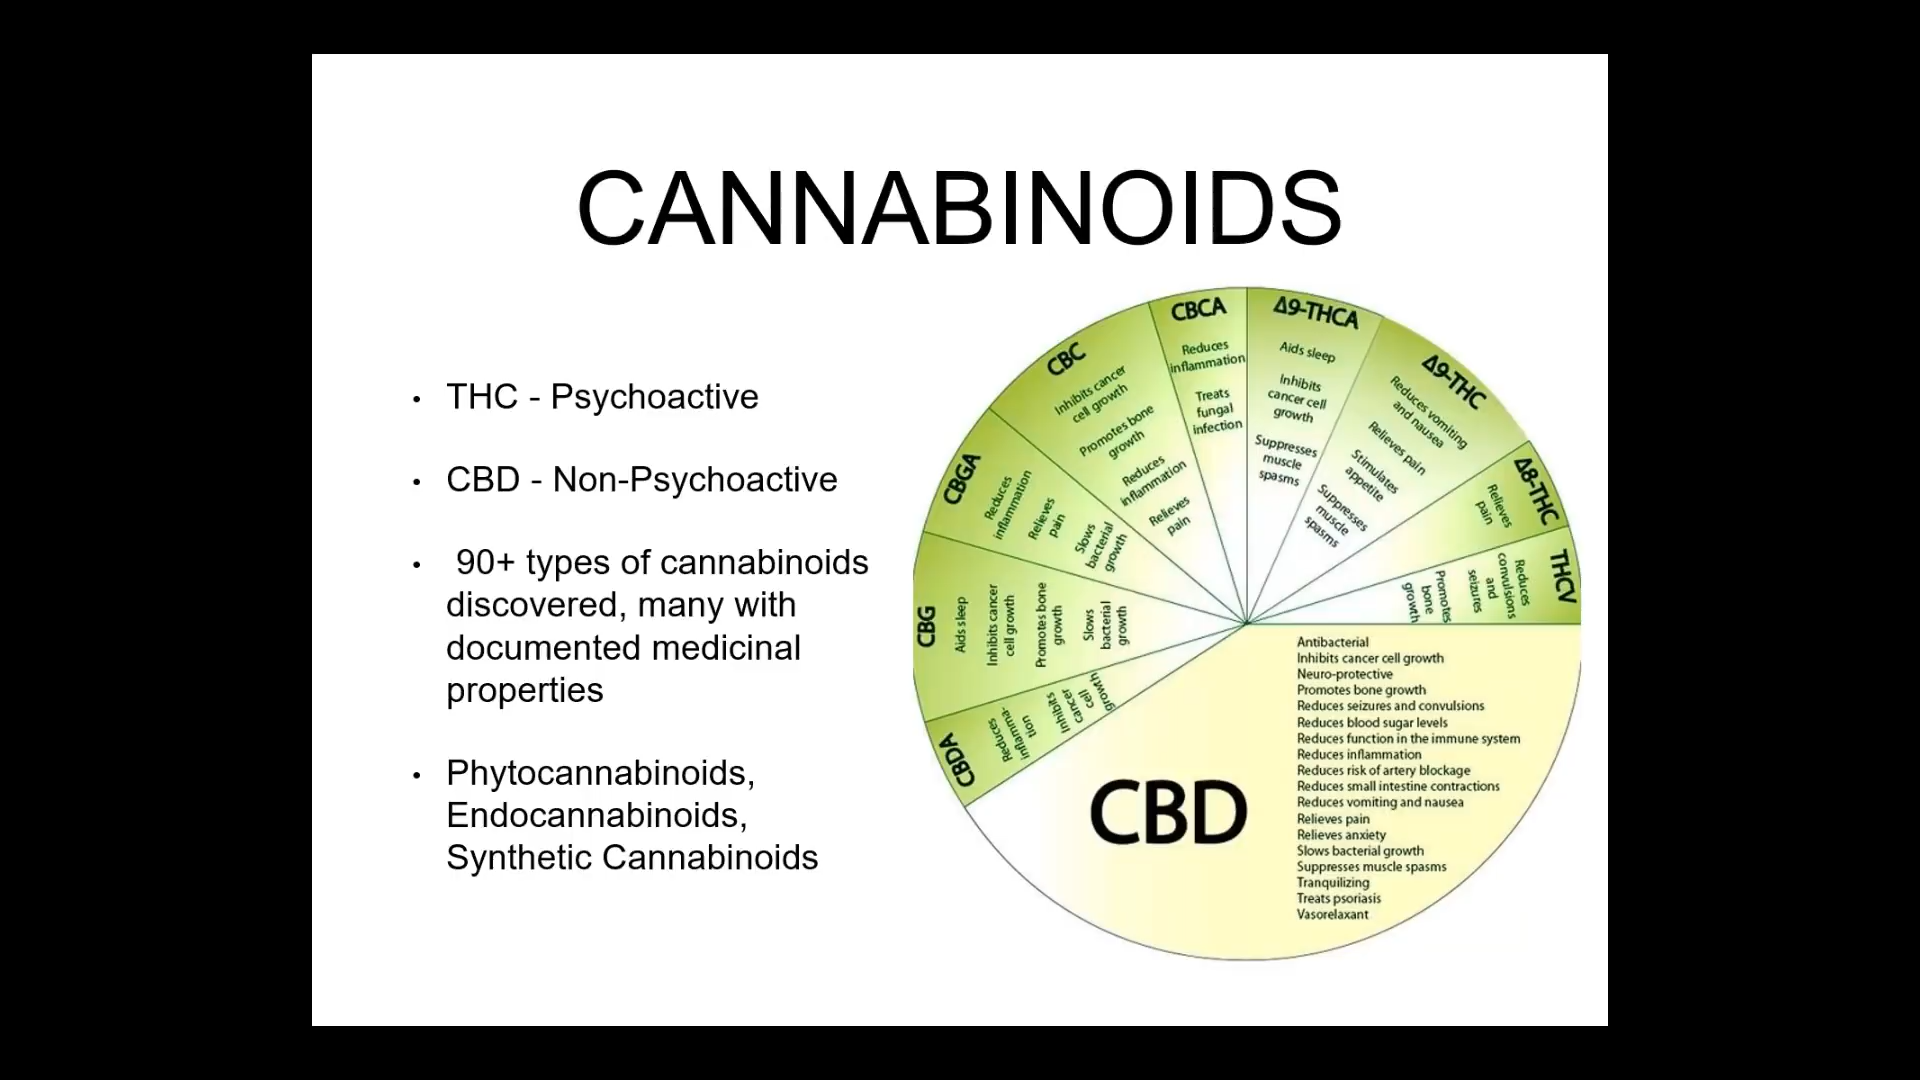 CANNABINOIDS
• THC - Psychoactive
• CBD - Non-Psychoactive
• 90+ types of cannabinoids
discovered, many with
documented medicinal
properties
• Phytocannabinoids,
Endocannabinoids,
Synthetic Cannabinoids
CBDA
Reduces
inflamma-
tion
Inhibits
cancer
cell
growth
CBG
Aids sleep
Inhibits cancer
cell growth
Promotes bone
growth
Slows
bacterial
growth
CBGA
Reduces
inflammation
Relieves
pain
Slows
bacterial
growth
CBC
Inhibits cancer
cell growth
Promotes bone
growth
Reduces
inflammation
Relieves
pain
CBCA
Reduces
inflammation
Treats
fungal
infection
Δ9-THCA
Aids sleep
Inhibits
cancer cell
growth
Suppresses
muscle
spasms
Δ9-THC
Reduces vomiting
and nausea
Relieves pain
Stimulates
appetite
Suppresses
muscle
spasms
Δ8-THC
Relieves
pain
THCV
Reduces
convulsions
and
seizures
Promotes
bone
growth
CBD
Antibacterial
Inhibits cancer cell growth
Neuro-protective
Promotes bone growth
Reduces seizures and convulsions
Reduces blood sugar levels
Reduces function in the immune system
Reduces inflammation
Reduces risk of artery blockage
Reduces small intestine contractions
Reduces vomiting and nausea
Relieves pain
Relieves anxiety
Slows bacterial growth
Suppresses muscle spasms
Tranquilizing
Treats psoriasis
Vasorelaxant